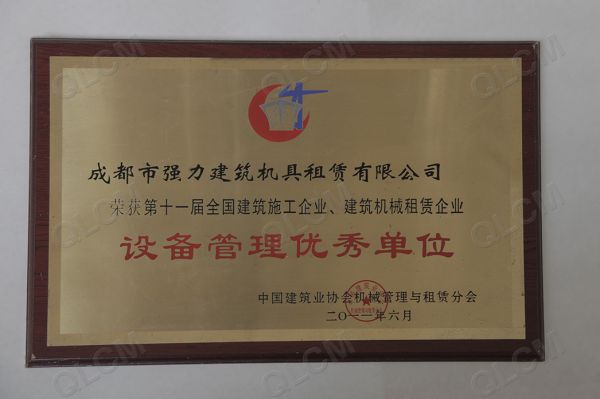 成都市强力建筑机具租赁有限公司
荣获第十一届全国建筑施工企业、建筑机械租赁企业
设备管理优秀单位
中国建筑业协会机械管理与租赁分会
二〇一一年六月
QLCM